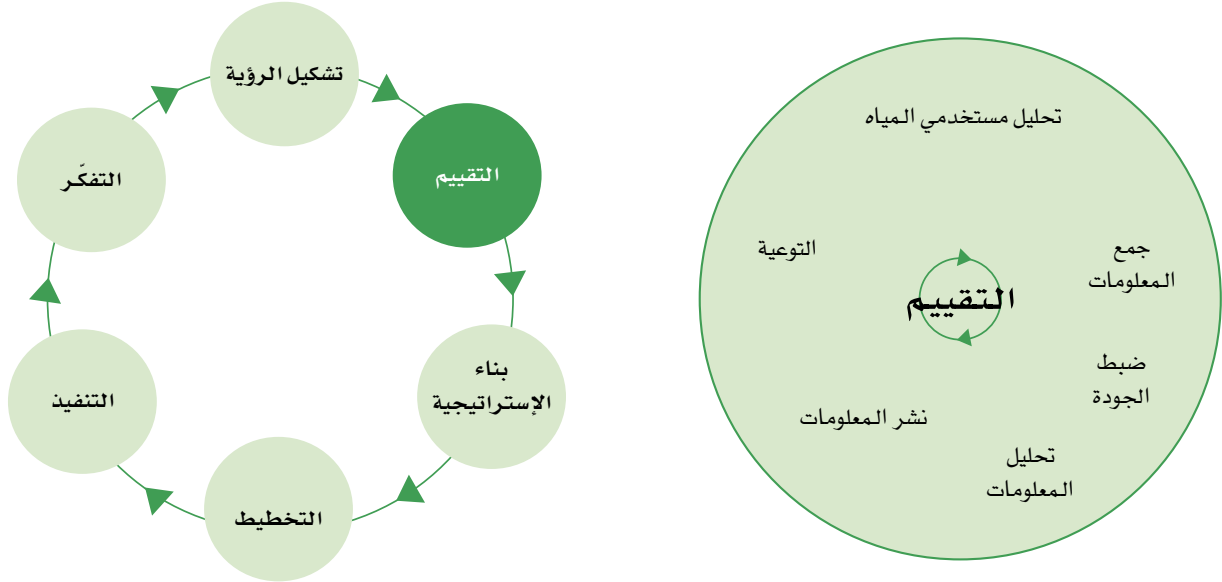 تشكيل الرؤية
التقييم
بناء
الإستراتيجية
التخطيط
التنفيذ
التفكّر
تحليل مستخدمي المياه
جمع
المعلومات
ضبط
الجودة
تحليل
المعلومات
نشر المعلومات
التوعية
التقييم